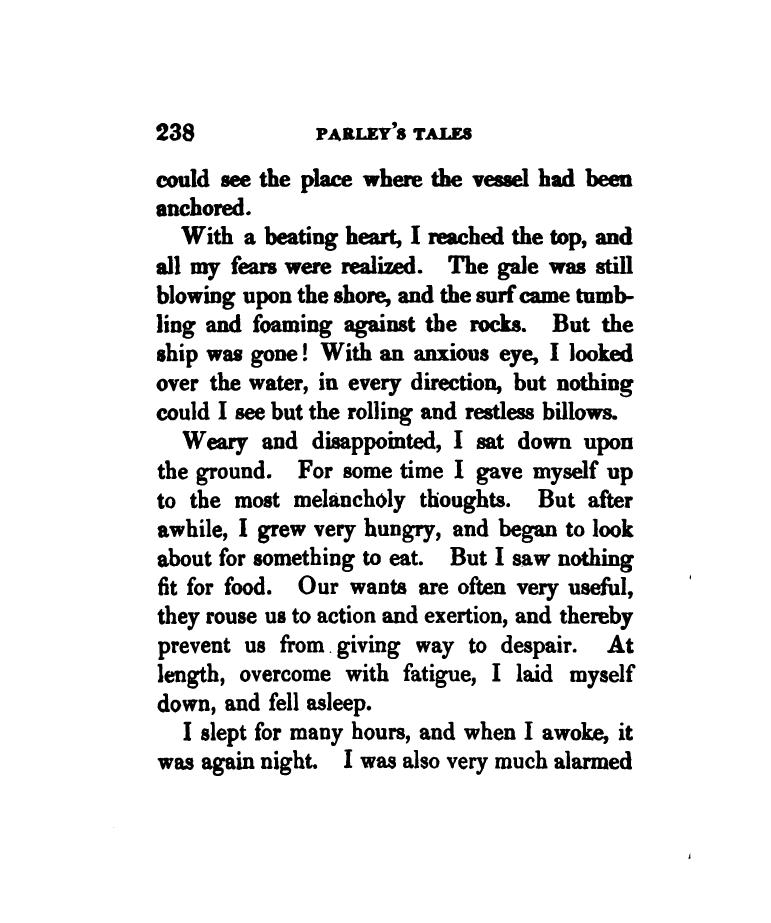 238 PARLEY'S TALES
could see the place where the vessel had been
anchored.
With a beating heart, I reached the top, and
all my fears were realized. The gale was still
blowing upon the shore, and the surf came tumb-
ling and foaming against the rocks. But the
ship was gone! With an anxious eye, I looked
over the water, in every direction, but nothing
could I see but the rolling and restless billows.
Weary and disappointed, I sat down upon
the ground. For some time I gave myself up
to the most melancholy thoughts. But after
awhile, I grew very hungry, and began to look
about for something to eat. But I saw nothing
fit for food. Our wants are often very useful,
they rouse us to action and exertion, and thereby
prevent us from giving way to despair. At
length, overcome with fatigue, I laid myself
down, and fell asleep.
I slept for many hours, and when I awoke, it
was again night. I was also very much alarmed